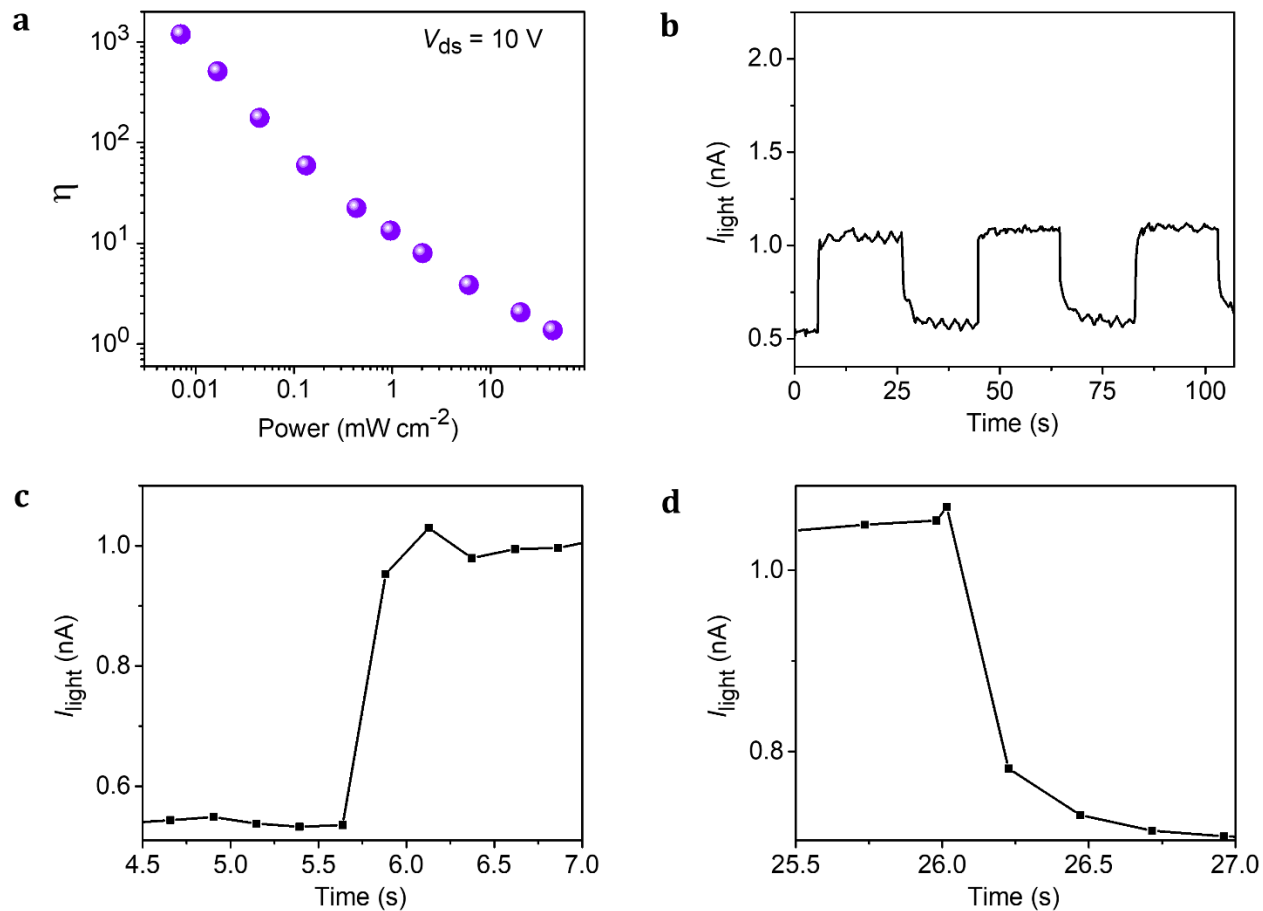 a
V_ds = 10 V
10³
10²
10¹
10⁰
η
0.01 0.1 1 10
Power (mW cm⁻²)
b
2.0
1.5
1.0
0.5
I_light (nA)
0 25 50 75 100
Time (s)
c
1.0
0.8
0.6
I_light (nA)
4.5 5.0 5.5 6.0 6.5 7.0
Time (s)
d
1.0
0.8
I_light (nA)
25.5 26.0 26.5 27.0
Time (s)